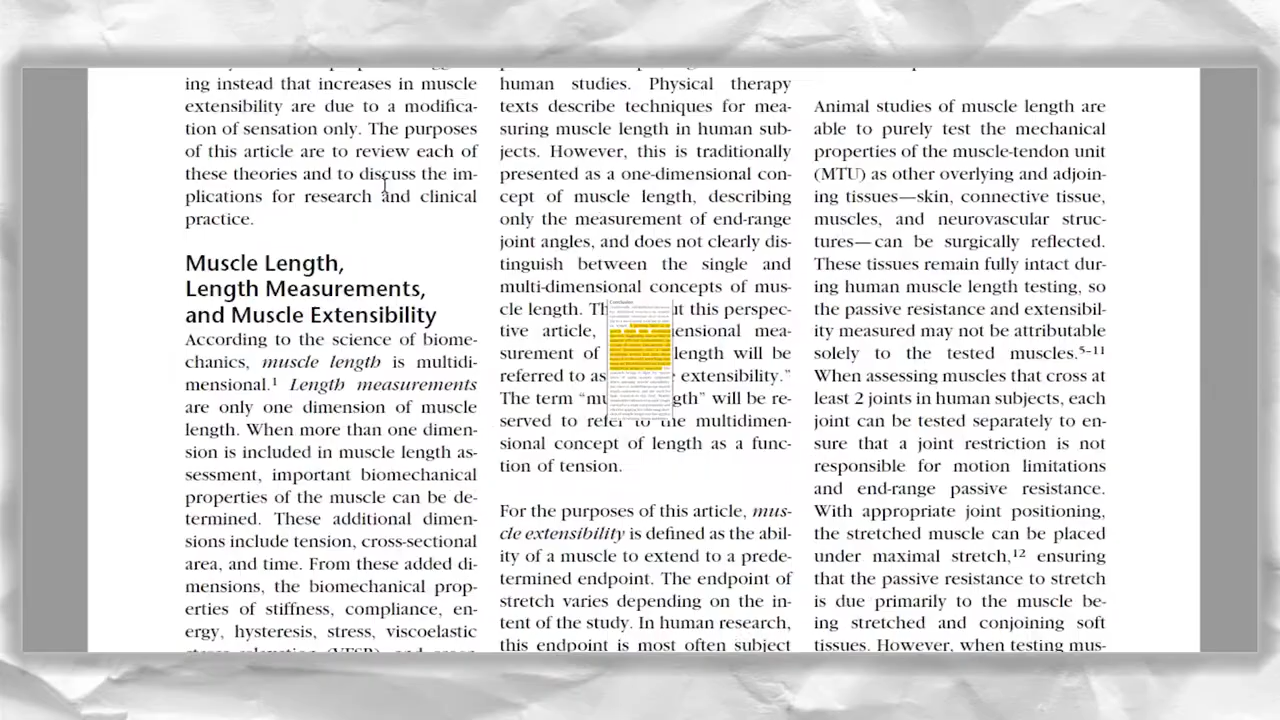 ing instead that increases in muscle
extensibility are due to a modifica-
tion of sensation only. The purposes
of this article are to review each of
these theories and to discuss the im-
plications for research and clinical
practice.
Muscle Length,
Length Measurements,
and Muscle Extensibility
According to the science of biome-
chanics, muscle length is multidi-
mensional.¹ Length measurements
are only one dimension of muscle
length. When more than one dimen-
sion is included in muscle length as-
sessment, important biomechanical
properties of the muscle can be de-
termined. These additional dimen-
sions include tension, cross-sectional
area, and time. From these added di-
mensions, the biomechanical prop-
erties of stiffness, compliance, en-
ergy, hysteresis, stress, viscoelastic
human studies. Physical therapy
texts describe techniques for mea-
suring muscle length in human sub-
jects. However, this is traditionally
presented as a one-dimensional con-
cept of muscle length, describing
only the measurement of end-range
joint angles, and does not clearly dis-
tinguish between the single and
multi-dimensional concepts of mus-
cle length. t this perspec-
tive article, ensional mea-
surement of length will be
referred to as extensibility.”
The term “mu gth” will be re-
served to refer to the multidimen-
sional concept of length as a func-
tion of tension.
For the purposes of this article, mus-
cle extensibility is defined as the abil-
ity of a muscle to extend to a prede-
termined endpoint. The endpoint of
stretch varies depending on the in-
tent of the study. In human research,
this endpoint is most often subject
Animal studies of muscle length are
able to purely test the mechanical
properties of the muscle-tendon unit
(MTU) as other overlying and adjoin-
ing tissues—skin, connective tissue,
muscles, and neurovascular struc-
tures—can be surgically reflected.
These tissues remain fully intact dur-
ing human muscle length testing, so
the passive resistance and extensibil-
ity measured may not be attributed
solely to the tested muscles.
When assessing muscles that cross at
least 2 joints in human subjects, each
joint can be tested separately to en-
sure that a joint restriction is not
responsible for motion limitations
and end-range passive resistance.
With appropriate joint positioning,
the stretched muscle can be placed
under maximal stretch,¹² ensuring
that the passive resistance to stretch
is due primarily to the muscle be-
ing stretched and conjoining soft
tissues. However, when testing mus-
Conclusion